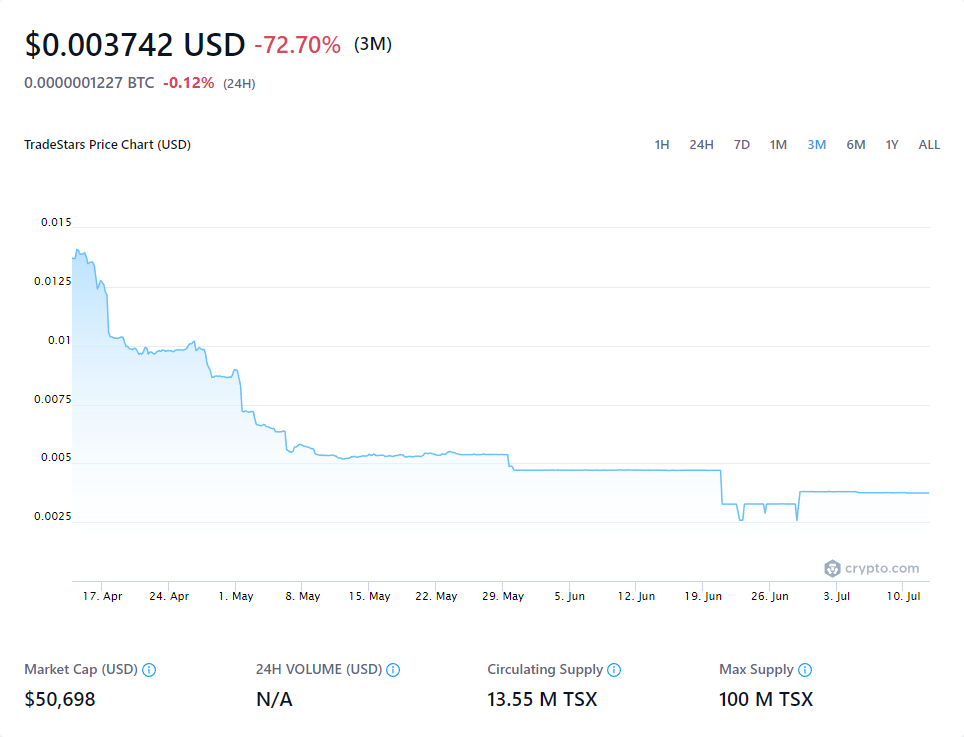 $0.003742 USD -72.70% (3M)
0.0000001227 BTC -0.12% (24H)
TradeStars Price Chart (USD) 1H 24H 7D 1M 3M 6M 1Y ALL
0.015
0.0125
0.01
0.0075
0.005
0.0025
crypto.com
17. Apr 24. Apr 1. May 8. May 15. May 22. May 29. May 5. Jun 12. Jun 19. Jun 26. Jun 3. Jul 10. Jul
Market Cap (USD) 24H VOLUME (USD) Circulating Supply Max Supply
$50,698 N/A 13.55 M TSX 100 M TSX